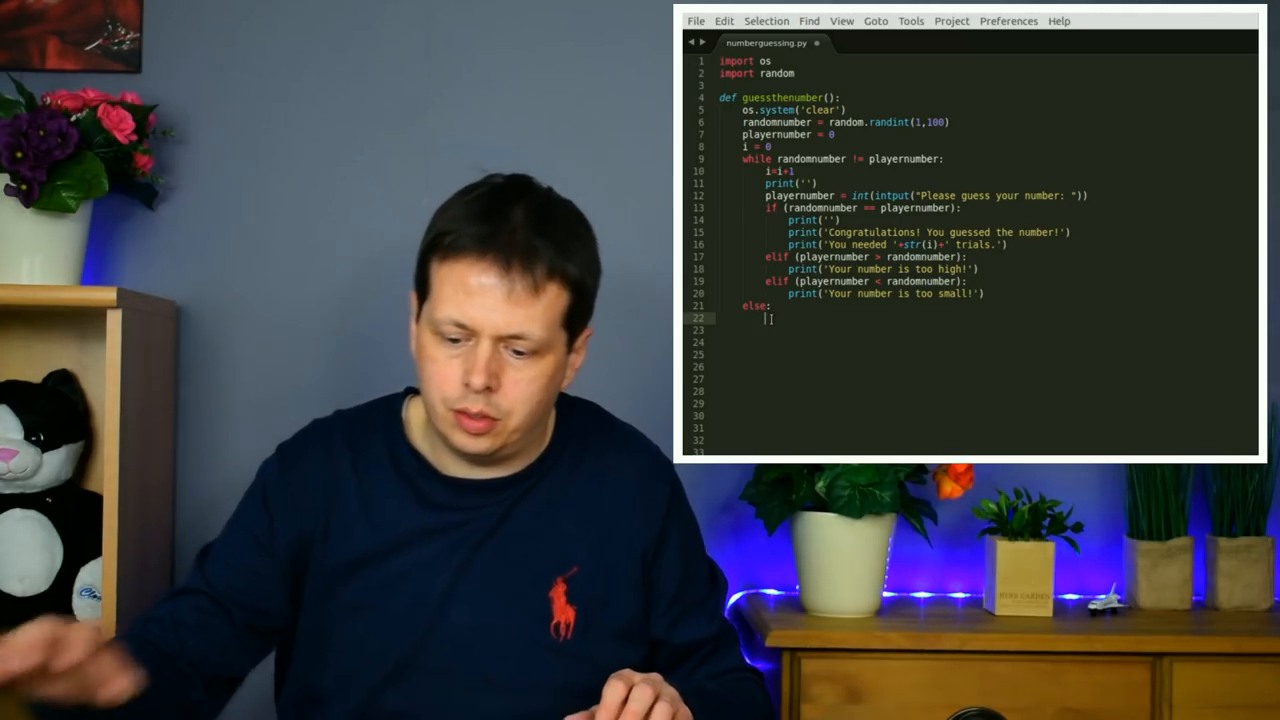 File Edit Selection Find View Goto Tools Project Preferences Help
numberguessing.py
1 import os
2 import random
3
4 def guessthenumber():
5 os.system('clear')
6 randomnumber = random.randint(1,100)
7 playernumber = 0
8 i = 0
9 while randomnumber != playernumber:
10 i=i+1
11 print('')
12 playernumber = int(intput("Please guess your number: "))
13 if (randomnumber == playernumber):
14 print('')
15 print('Congratulations! You guessed the number!')
16 print('You needed '+str(i)+' trials.')
17 elif (playernumber > randomnumber):
18 print('Your number is too high!')
19 elif (playernumber < randomnumber):
20 print('Your number is too small!')
21 else:
22
23
24
25
26
27
28
29
30
31
32
33
HERB GARDEN